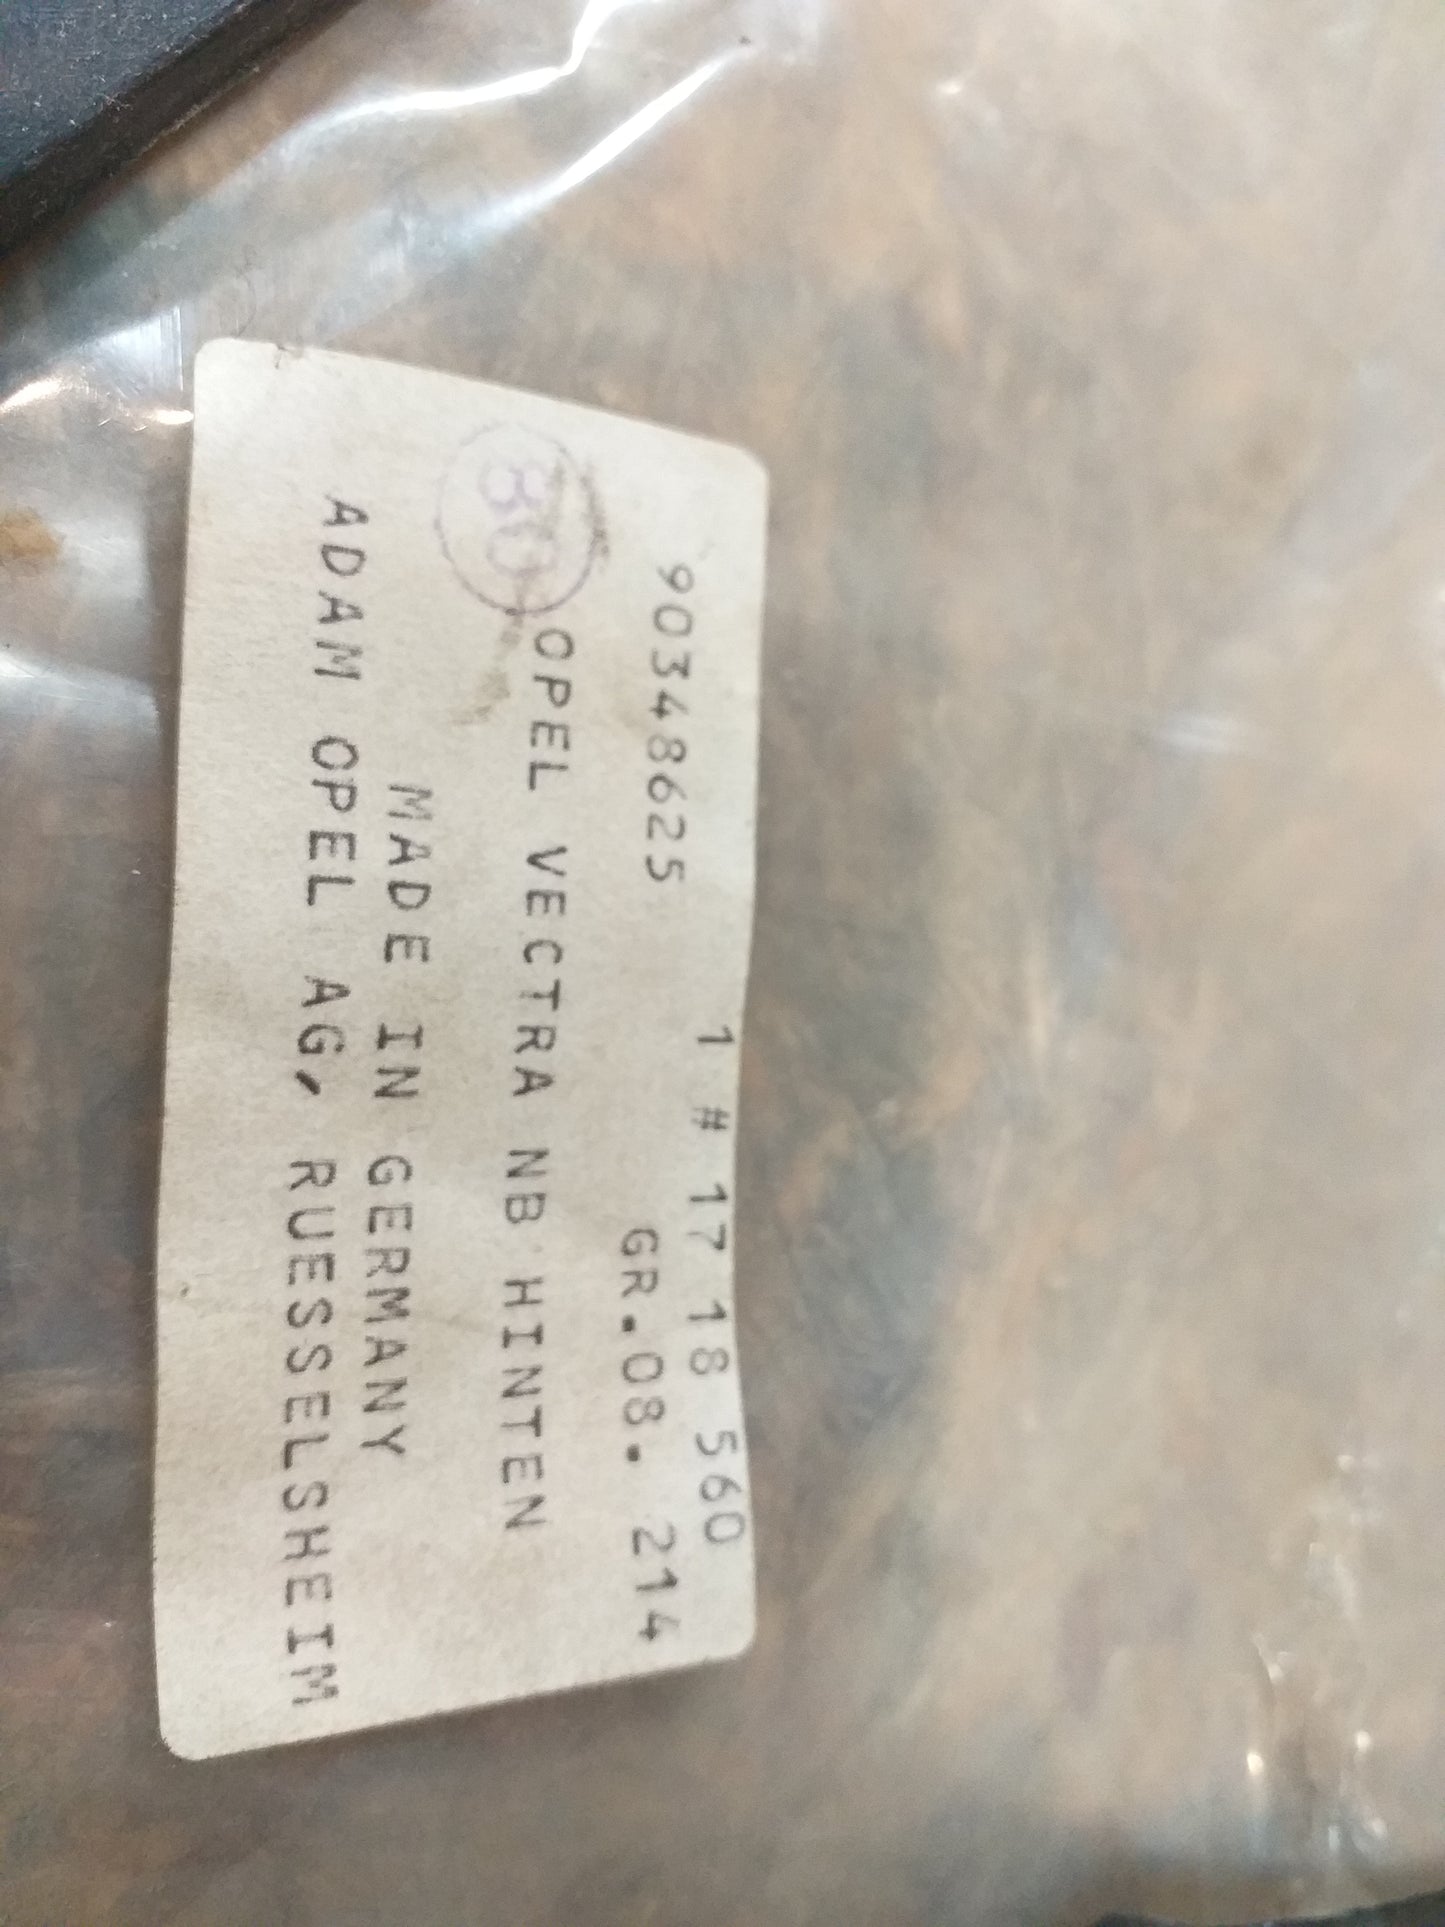 1 # 17 18 560
90348625 GR.08. 214
OPEL VECTRA NB HINTEN
80
MADE IN GERMANY
ADAM OPEL AG, RUESSELSHEIM